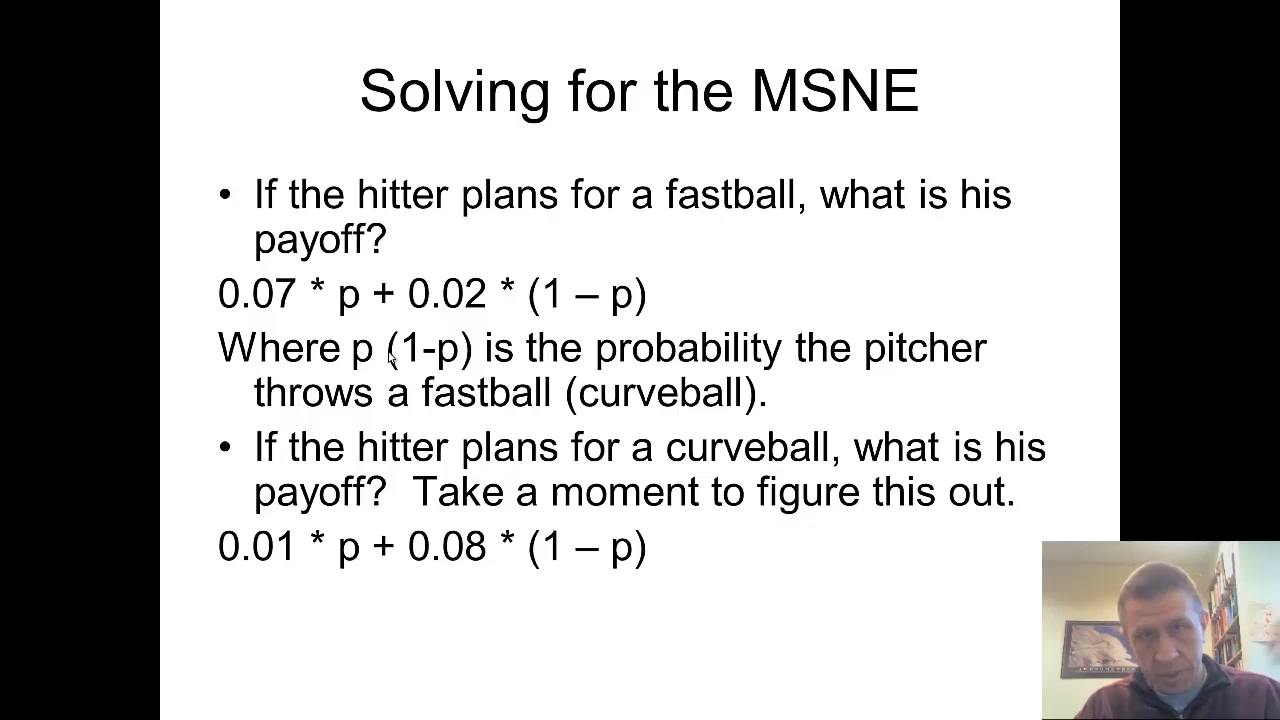 Solving for the MSNE
• If the hitter plans for a fastball, what is his
payoff?
0.07 * p + 0.02 * (1 – p)
Where p (1-p) is the probability the pitcher
throws a fastball (curveball).
• If the hitter plans for a curveball, what is his
payoff?  Take a moment to figure this out.
0.01 * p + 0.08 * (1 – p)